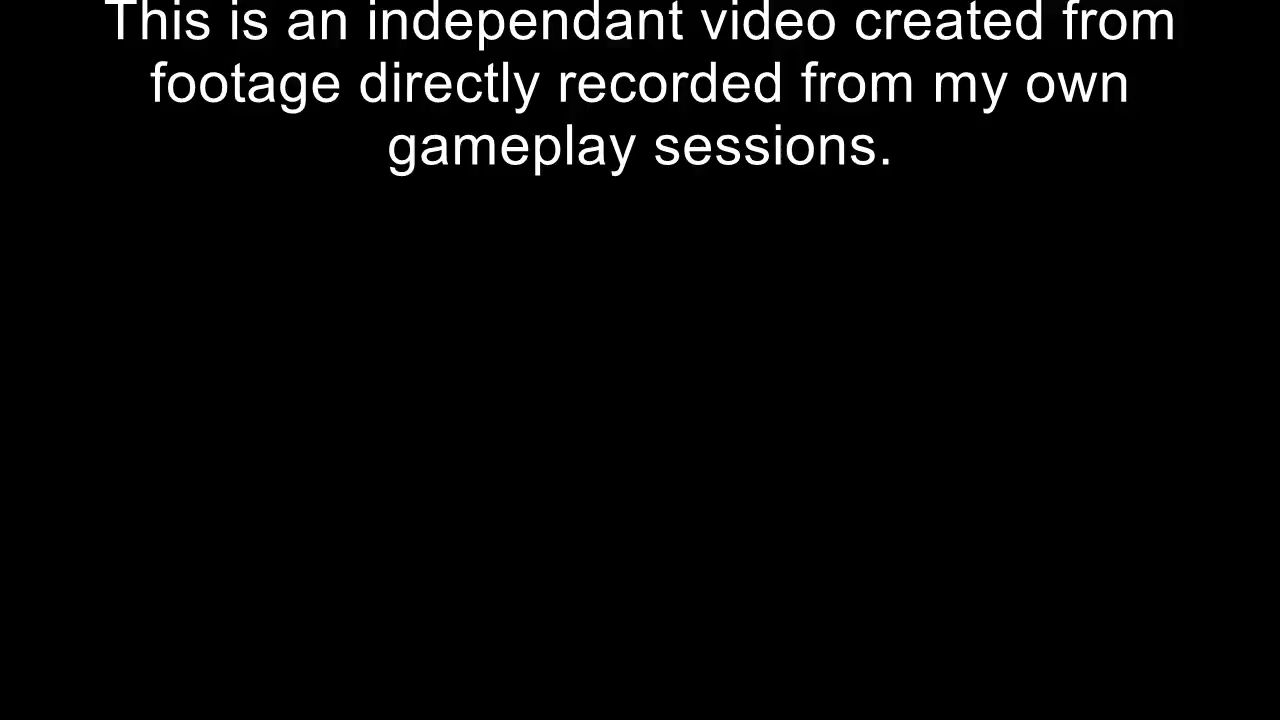 This is an independant video created from
footage directly recorded from my own
gameplay sessions.